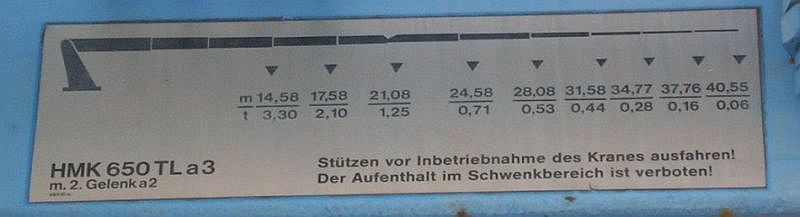 m 14,58 17,58 21,08 24,58 28,08 31,58 34,77 37,76 40,55
t 3,30 2,10 1,25 0,71 0,53 0,44 0,28 0,16 0,06
HMK 650 TL a3
m. 2. Gelenk a2
Stützen vor Inbetriebnahme des Kranes ausfahren!
Der Aufenthalt im Schwenkbereich ist verboten!